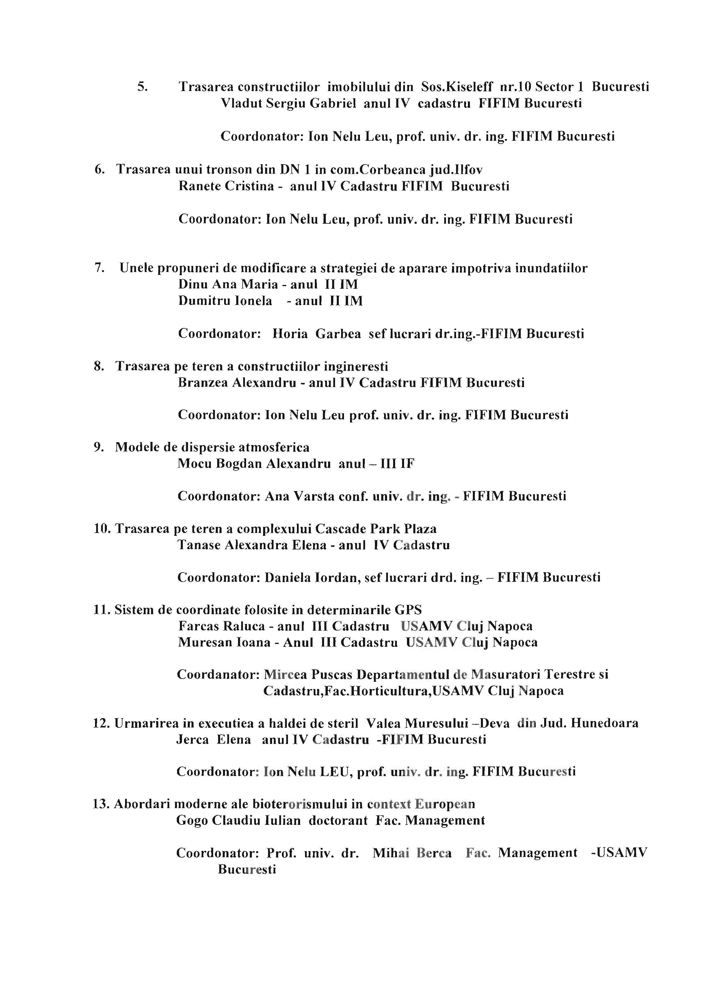 5. Trasarea constructiilor imobilului din Sos.Kiseleff nr.10 Sector 1 Bucuresti
Vladut Sergiu Gabriel anul IV cadastru FIFIM Bucuresti
Coordonator: Ion Nelu Leu, prof. univ. dr. ing. FIFIM Bucuresti
6. Trasarea unui tronson din DN 1 in com.Corbeanca jud.Ilfov
Ranete Cristina - anul IV Cadastru FIFIM Bucuresti
Coordonator: Ion Nelu Leu, prof. univ. dr. ing. FIFIM Bucuresti
7. Unele propuneri de modificare a strategiei de aparare impotriva inundatiilor
Dinu Ana Maria - anul II IM
Dumitru Ionela - anul II IM
Coordonator: Horia Garbea sef lucrari dr.ing.-FIFIM Bucuresti
8. Trasarea pe teren a constructiilor ingineresti
Branzea Alexandru - anul IV Cadastru FIFIM Bucuresti
Coordonator: Ion Nelu Leu prof. univ. dr. ing. FIFIM Bucuresti
9. Modele de dispersie atmosferica
Mocu Bogdan Alexandru anul – III IF
Coordonator: Ana Varsta conf. univ. dr. ing. - FIFIM Bucuresti
10. Trasarea pe teren a complexului Cascade Park Plaza
Tanase Alexandra Elena - anul IV Cadastru
Coordonator: Daniela Iordan, sef lucrari drd. ing. – FIFIM Bucuresti
11. Sistem de coordinate folosite in determinarile GPS
Farcas Raluca - anul III Cadastru USAMV Cluj Napoca
Muresan Ioana - Anul III Cadastru USAMV Cluj Napoca
Coordanator: Mircea Puscas Departamentul de Masuratori Terestre si
Cadastru,Fac.Horticultura,USAMV Cluj Napoca
12. Urmarirea in executiea a haldei de steril Valea Muresului –Deva din Jud. Hunedoara
Jerca Elena anul IV Cadastru -FIFIM Bucuresti
Coordonator: Ion Nelu LEU, prof. univ. dr. ing. FIFIM Bucuresti
13. Abordari moderne ale bioterorismului in context European
Gogo Claudiu Iulian doctorant Fac. Management
Coordonator: Prof. univ. dr. Mihai Berca Fac. Management -USAMV
Bucuresti